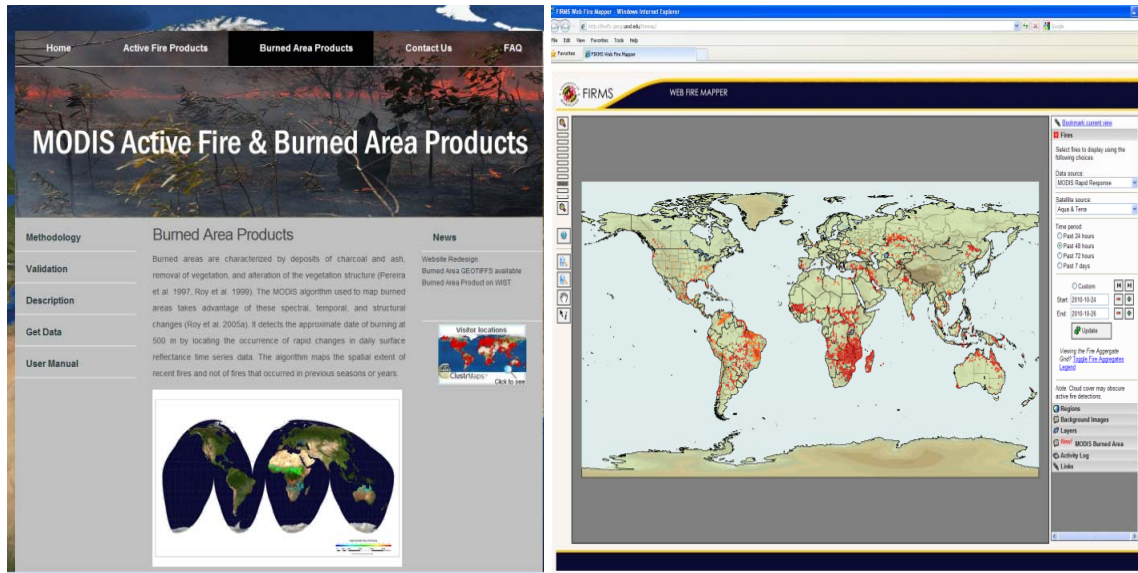 Home Active Fire Products Burned Area Products Contact Us FAQ
MODIS Active Fire & Burned Area Products
Methodology
Validation
Description
Get Data
User Manual
Burned Area Products
Burned areas are characterized by deposits of charcoal and ash,
removal of vegetation, and alteration of the vegetation structure (Pereira
et al. 1997, Roy et al. 1999). The MODIS algorithm used to map burned
areas takes advantage of these spectral, temporal, and structural
changes (Roy et al. 2005a). It detects the approximate date of burning at
500 m by locating the occurrence of rapid changes in daily surface
reflectance time series data. The algorithm maps the spatial extent of
recent fires and not of fires that occurred in previous seasons or years.
News
Website Redesign
Burned Area GEOTIFFS available
Burned Area Product on WIST
Visitor locations
ClustrMaps
Click to see
FIRMS Web Fire Mapper - Windows Internet Explorer
File Edit View Favorites Tools Help
Favorites FIRMS Web Fire Mapper
FIRMS WEB FIRE MAPPER
Bookmark current view
Fires
Select fires to display using the
following choices.
Data source:
MODIS Rapid Response
Satellite source:
Aqua & Terra
Time period
Past 24 hours
Past 48 hours
Past 72 hours
Past 7 days
Custom
Start: 2010-10-24
End: 2010-10-26
Update
Viewing the Fire Aggregate
Grid? Toggle Fire Aggregates
Legend
Note: Cloud cover may obscure
active fire detections.
Regions
Background Images
Layers
New! MODIS Burned Area
Activity Log
Links